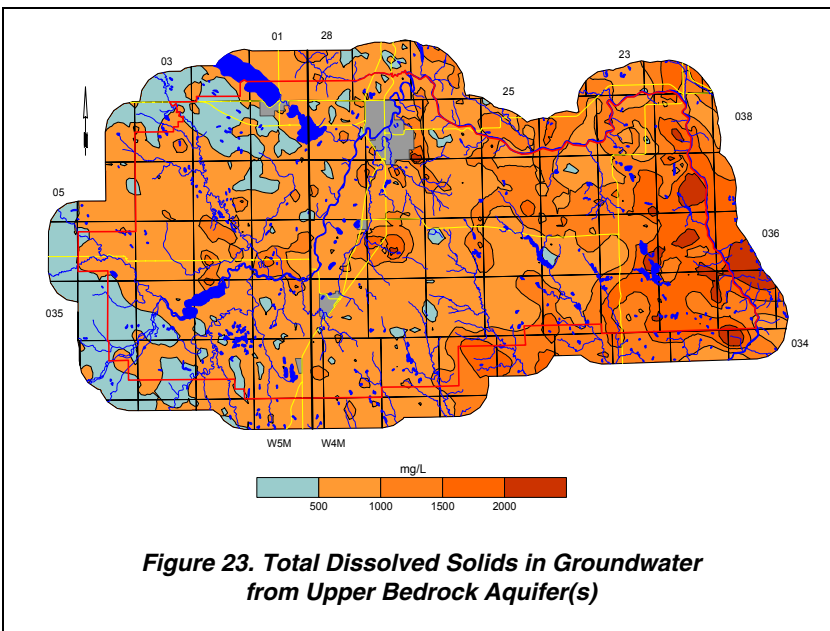 01
28
03
23
25
038
05
036
035
034
W5M
W4M
mg/L
500
1000
1500
2000
Figure 23. Total Dissolved Solids in Groundwater
from Upper Bedrock Aquifer(s)